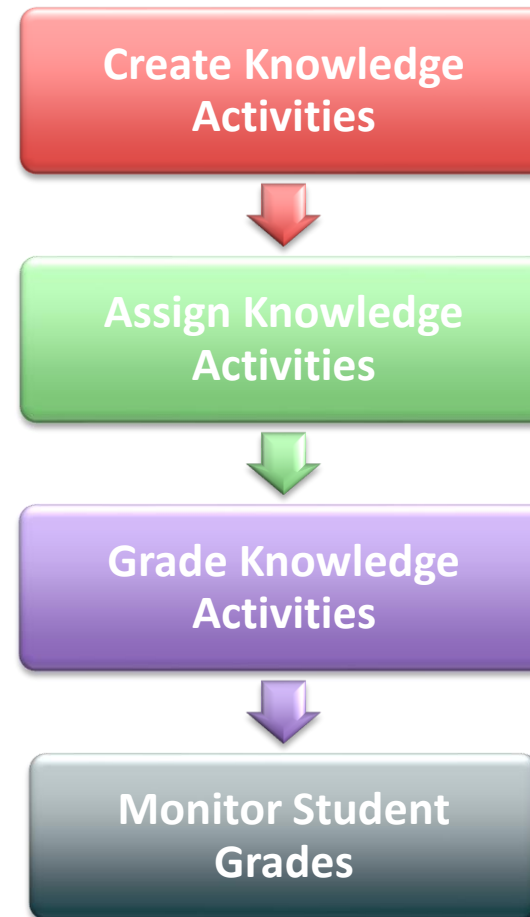 Create Knowledge
Activities
Assign Knowledge
Activities
Grade Knowledge
Activities
Monitor Student
Grades